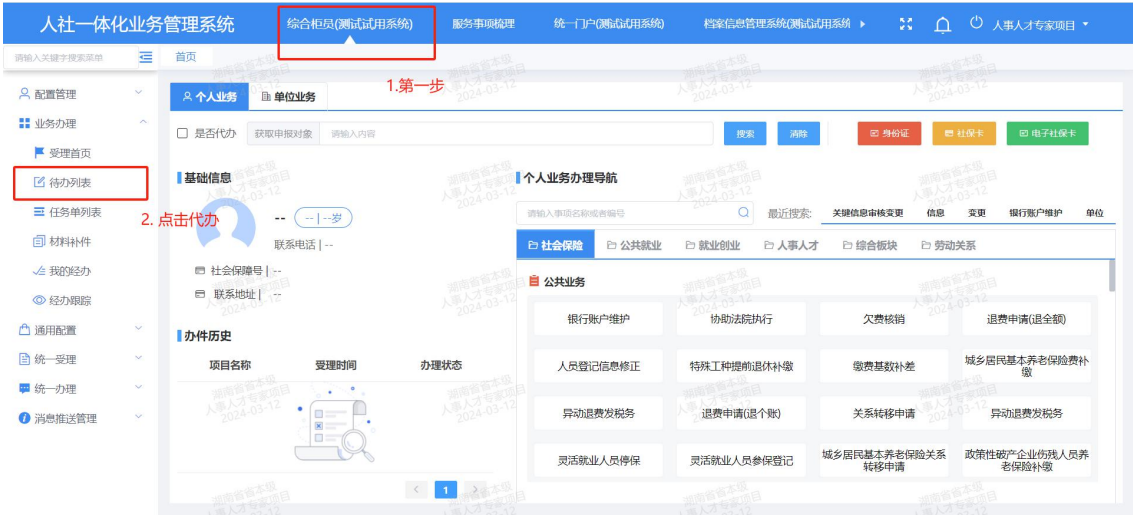 人社一体化业务管理系统
综合柜员(测试试用系统)
服务事项梳理
统一门户(测试试用系统)
档案信息管理系统(测试试用系统
人事人才专家项目
请输入关键字搜索菜单
首页
1.第一步
配置管理
业务办理
受理首页
待办列表
2. 点击代办
任务单列表
材料补件
我的经办
经办跟踪
通用配置
统一受理
统一办理
消息推送管理
个人业务
单位业务
是否代办
获取申报对象
请输入内容
搜索
清除
身份证
社保卡
电子社保卡
基础信息
-- --|--岁
联系电话| --
社会保障号| --
联系地址| --
办件历史
项目名称
受理时间
办理状态
1
个人业务办理导航
请输入事项名称或者编号
最近搜索:
关键信息审核变更
信息
变更
银行账户维护
单位
社会保险
公共就业
就业创业
人事人才
综合板块
劳动关系
公共业务
银行账户维护
协助法院执行
欠费核销
退费申请(退全额)
人员登记信息修正
特殊工种提前退休补缴
缴费基数补差
城乡居民基本养老保险费补
缴
异动退费发税务
退费申请(退个账)
关系转移申请
异动退费发税务
灵活就业人员停保
灵活就业人员参保登记
城乡居民基本养老保险关系
转移申请
政策性破产企业伤残人员养
老保险补缴
湖南省省本级
人事人才专家项目
2024-03-12